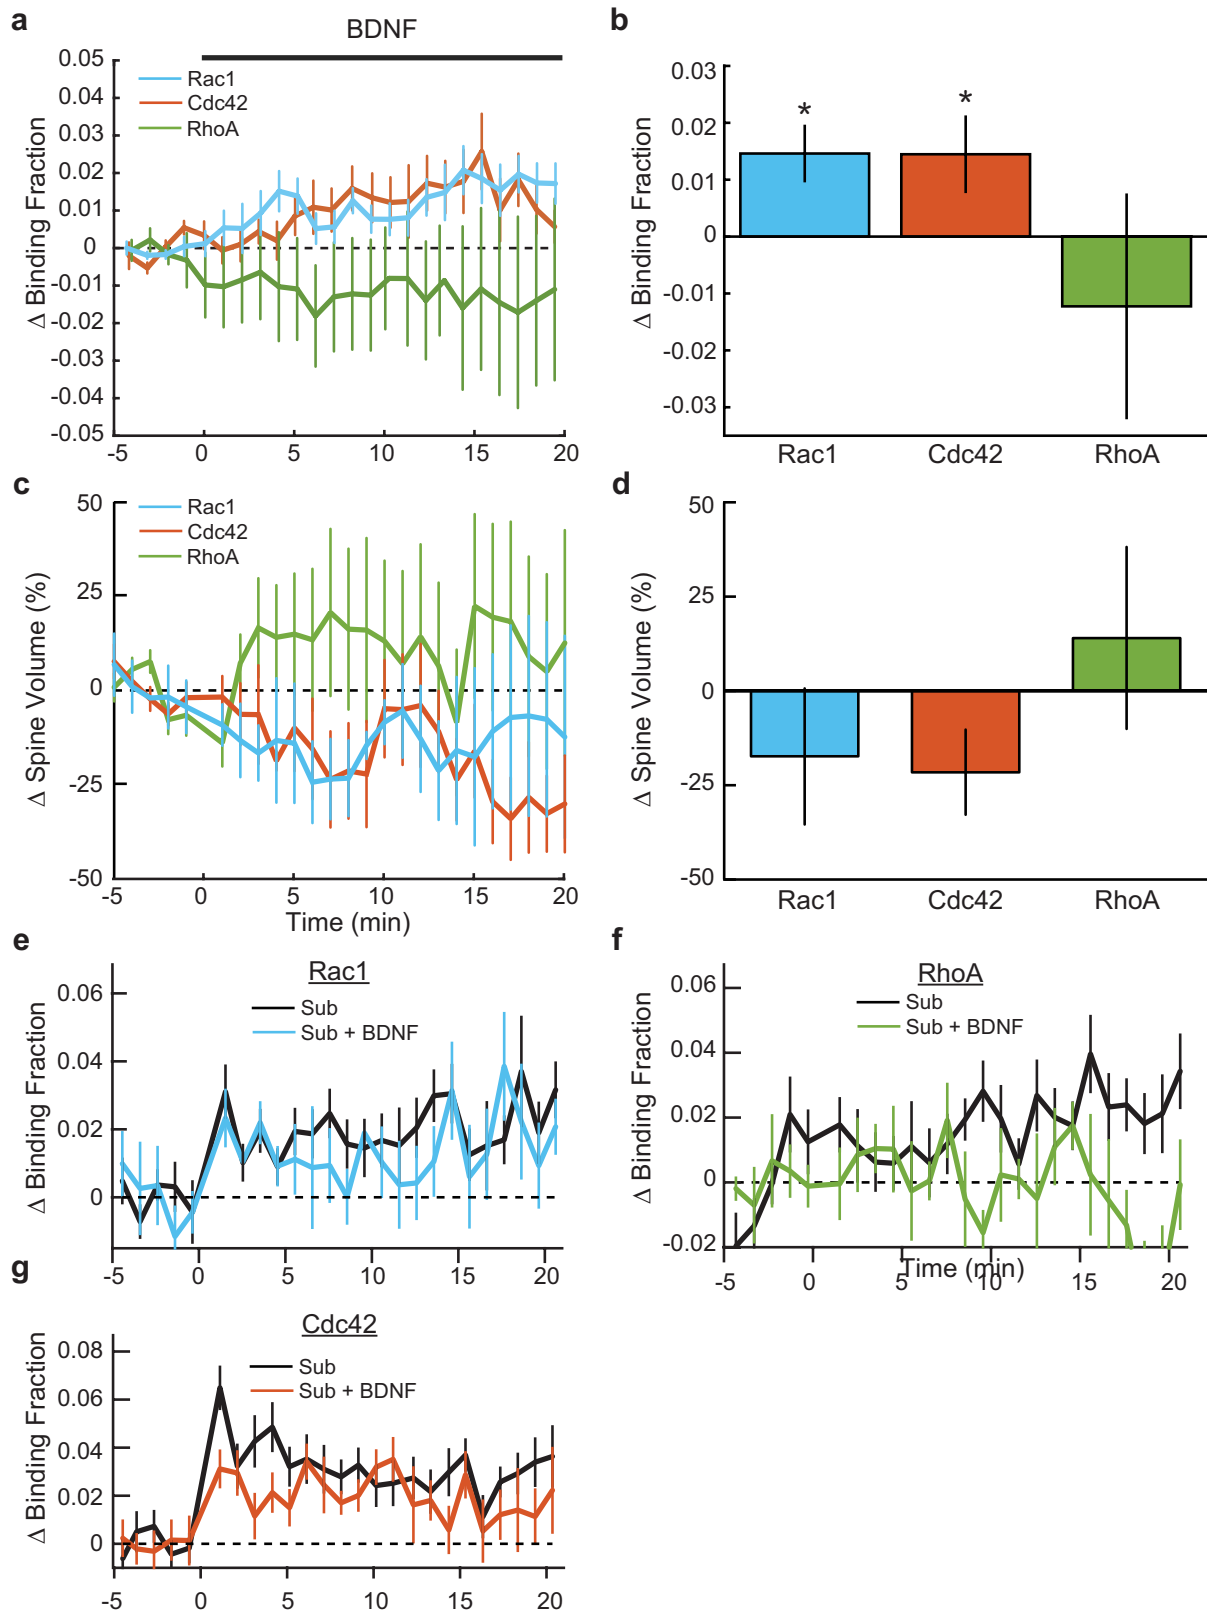 a
BDNF
0.05
0.04
0.03
0.02
0.01
0
-0.01
-0.02
-0.03
-0.04
-0.05
Δ Binding Fraction
Rac1
Cdc42
RhoA
-5 0 5 10 15 20
b
0.03
0.02
0.01
0
-0.01
-0.02
-0.03
Δ Binding Fraction
* *
Rac1 Cdc42 RhoA
c
50
25
0
-25
-50
Δ Spine Volume (%)
Rac1
Cdc42
RhoA
-5 0 5 10 15 20
Time (min)
d
50
25
0
-25
-50
Δ Spine Volume (%)
Rac1 Cdc42 RhoA
e
Rac1
Sub
Sub + BDNF
0.06
0.04
0.02
0
Δ Binding Fraction
-5 0 5 10 15 20
f
RhoA
Sub
Sub + BDNF
0.06
0.04
0.02
0
-0.02
Δ Binding Fraction
-5 0 5 10 15 20
Time (min)
g
Cdc42
Sub
Sub + BDNF
0.08
0.06
0.04
0.02
0
Δ Binding Fraction
-5 0 5 10 15 20